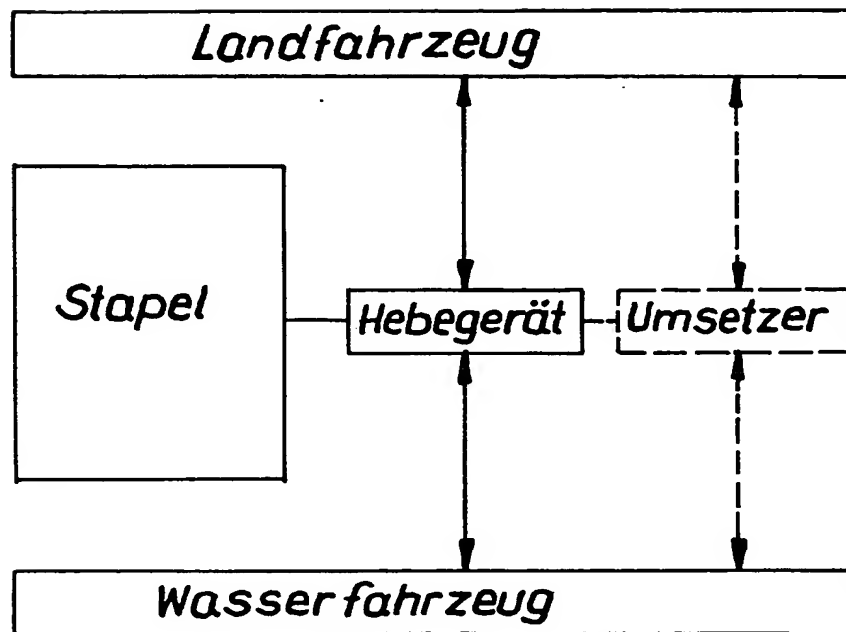 Landfahrzeug
Stapel
Hebegerät
Umsetzer
Wasserfahrzeug